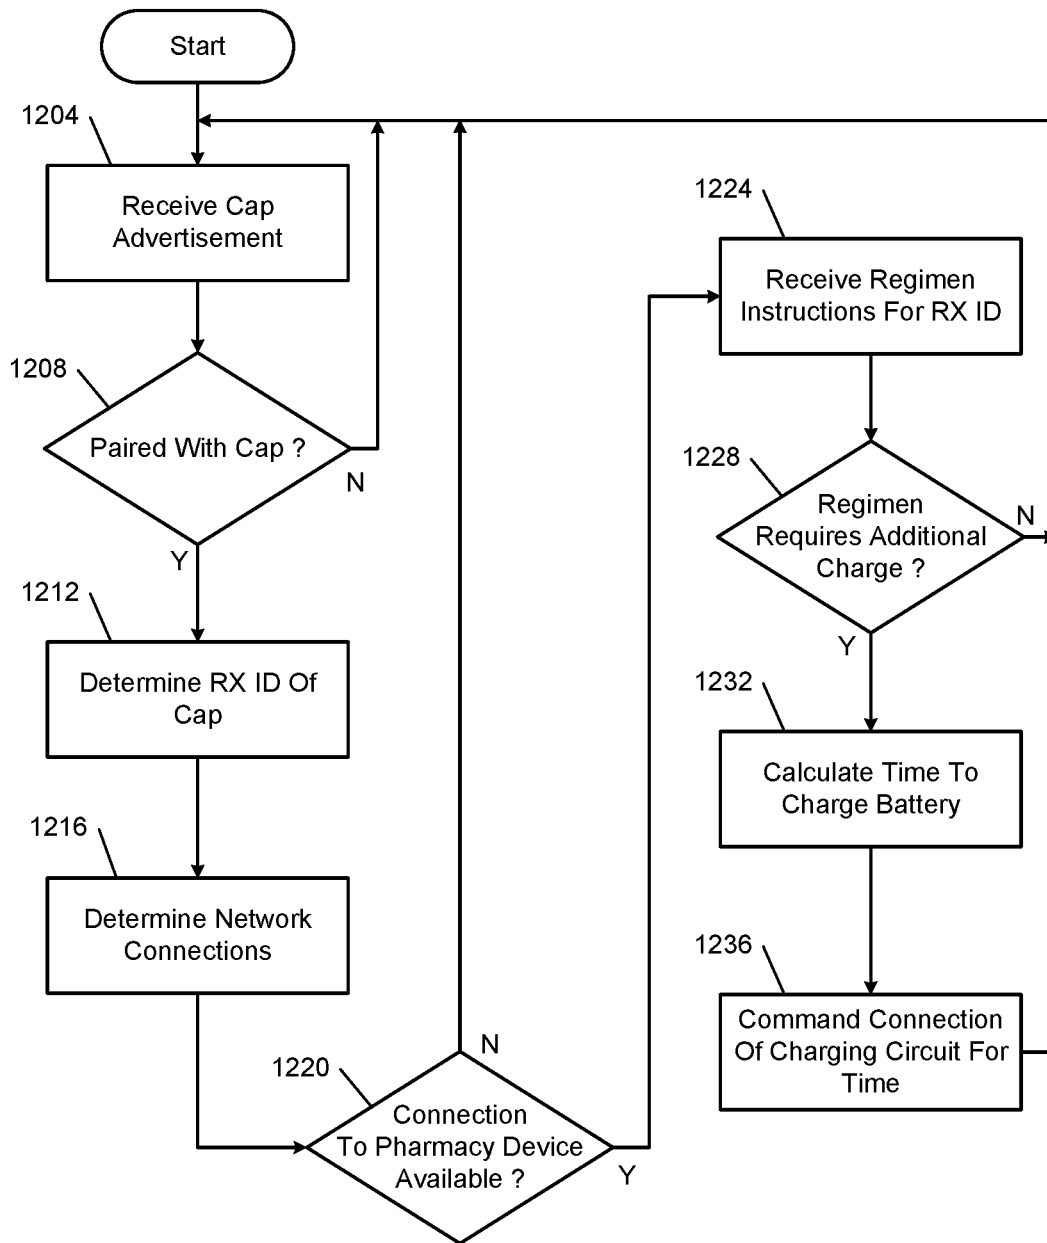 Start
1204
Receive Cap
Advertisement
1208
Paired With Cap ?
N
Y
1212
Determine RX ID Of
Cap
1216
Determine Network
Connections
1220
N
Connection
To Pharmacy Device
Available ?
Y
1224
Receive Regimen
Instructions For RX ID
1228
Regimen
Requires Additional
Charge ?
N
Y
1232
Calculate Time To
Charge Battery
1236
Command Connection
Of Charging Circuit For
Time